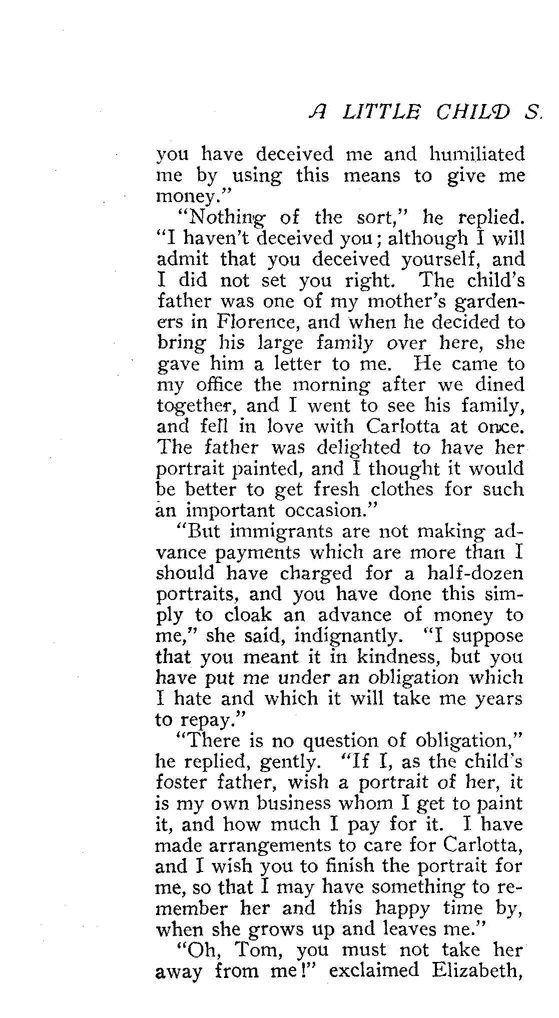 A LITTLE CHILD S
you have deceived me and humiliated
me by using this means to give me
money."
"Nothing of the sort," he replied.
"I haven't deceived you; although I will
admit that you deceived yourself, and
I did not set you right. The child's
father was one of my mother's garden-
ers in Florence, and when he decided to
bring his large family over here, she
gave him a letter to me. He came to
my office the morning after we dined
together, and I went to see his family,
and fell in love with Carlotta at once.
The father was delighted to have her
portrait painted, and I thought it would
be better to get fresh clothes for such
an important occasion."
"But immigrants are not making ad-
vance payments which are more than I
should have charged for a half-dozen
portraits, and you have done this sim-
ply to cloak an advance of money to
me," she said, indignantly. "I suppose
that you meant it in kindness, but you
have put me under an obligation which
I hate and which it will take me years
to repay."
"There is no question of obligation,"
he replied, gently. "If I, as the child's
foster father, wish a portrait of her, it
is my own business whom I get to paint
it, and how much I pay for it. I have
made arrangements to care for Carlotta,
and I wish you to finish the portrait for
me, so that I may have something to re-
member her and this happy time by,
when she grows up and leaves me."
"Oh, Tom, you must not take her
away from me!" exclaimed Elizabeth,